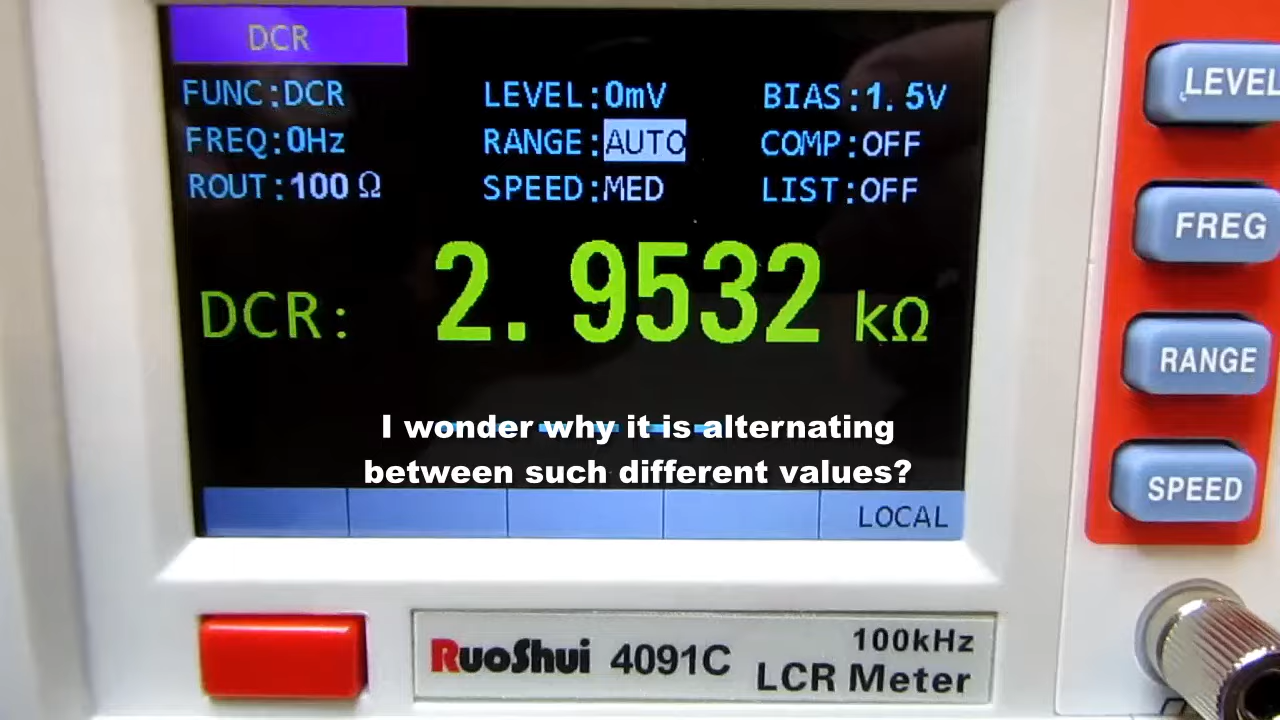 DCR
FUNC:DCR LEVEL:0mV BIAS:1.5V
FREQ:0Hz RANGE:AUTO COMP:OFF
ROUT:100 Ω SPEED:MED LIST:OFF
DCR: 2.9532 kΩ
I wonder why it is alternating
between such different values?
LOCAL
RuoShui 4091C 100kHz
LCR Meter
LEVEL
FREG
RANGE
SPEED